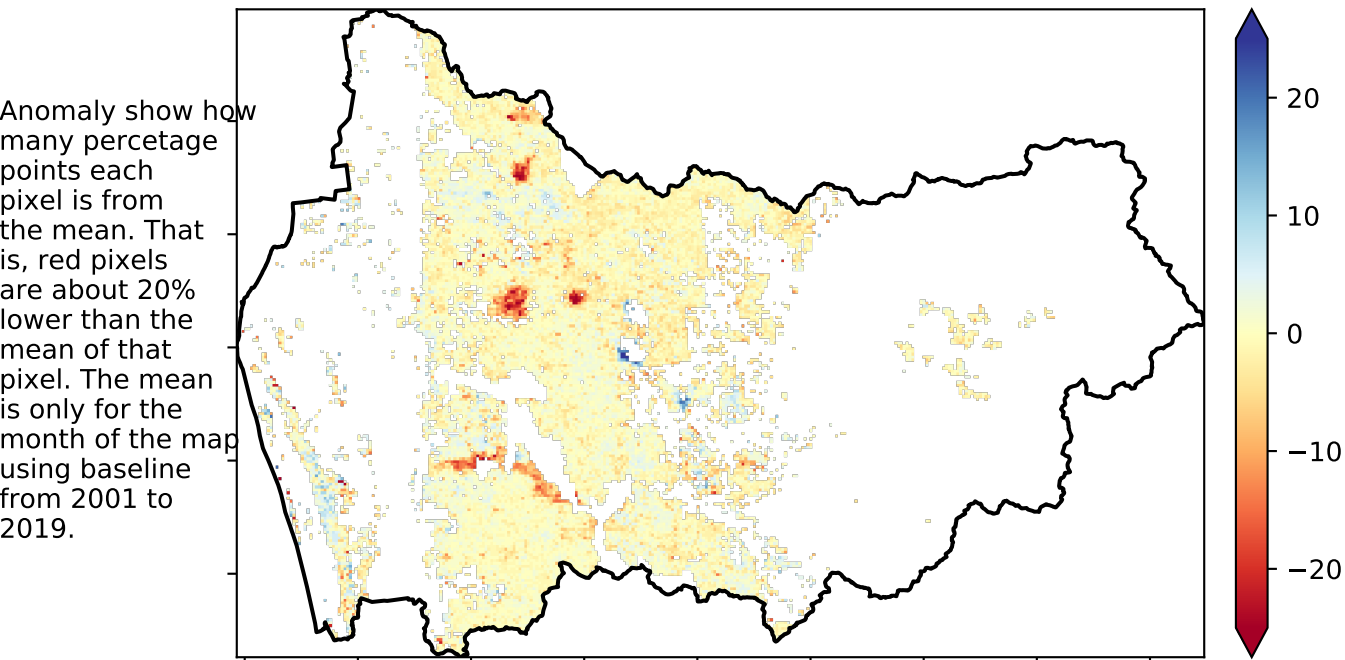 Anomaly show how
many percetage
points each
pixel is from
the mean. That
is, red pixels
are about 20%
lower than the
mean of that
pixel. The mean
is only for the
month of the map
using baseline
from 2001 to
2019.
20
10
0
−10
−20